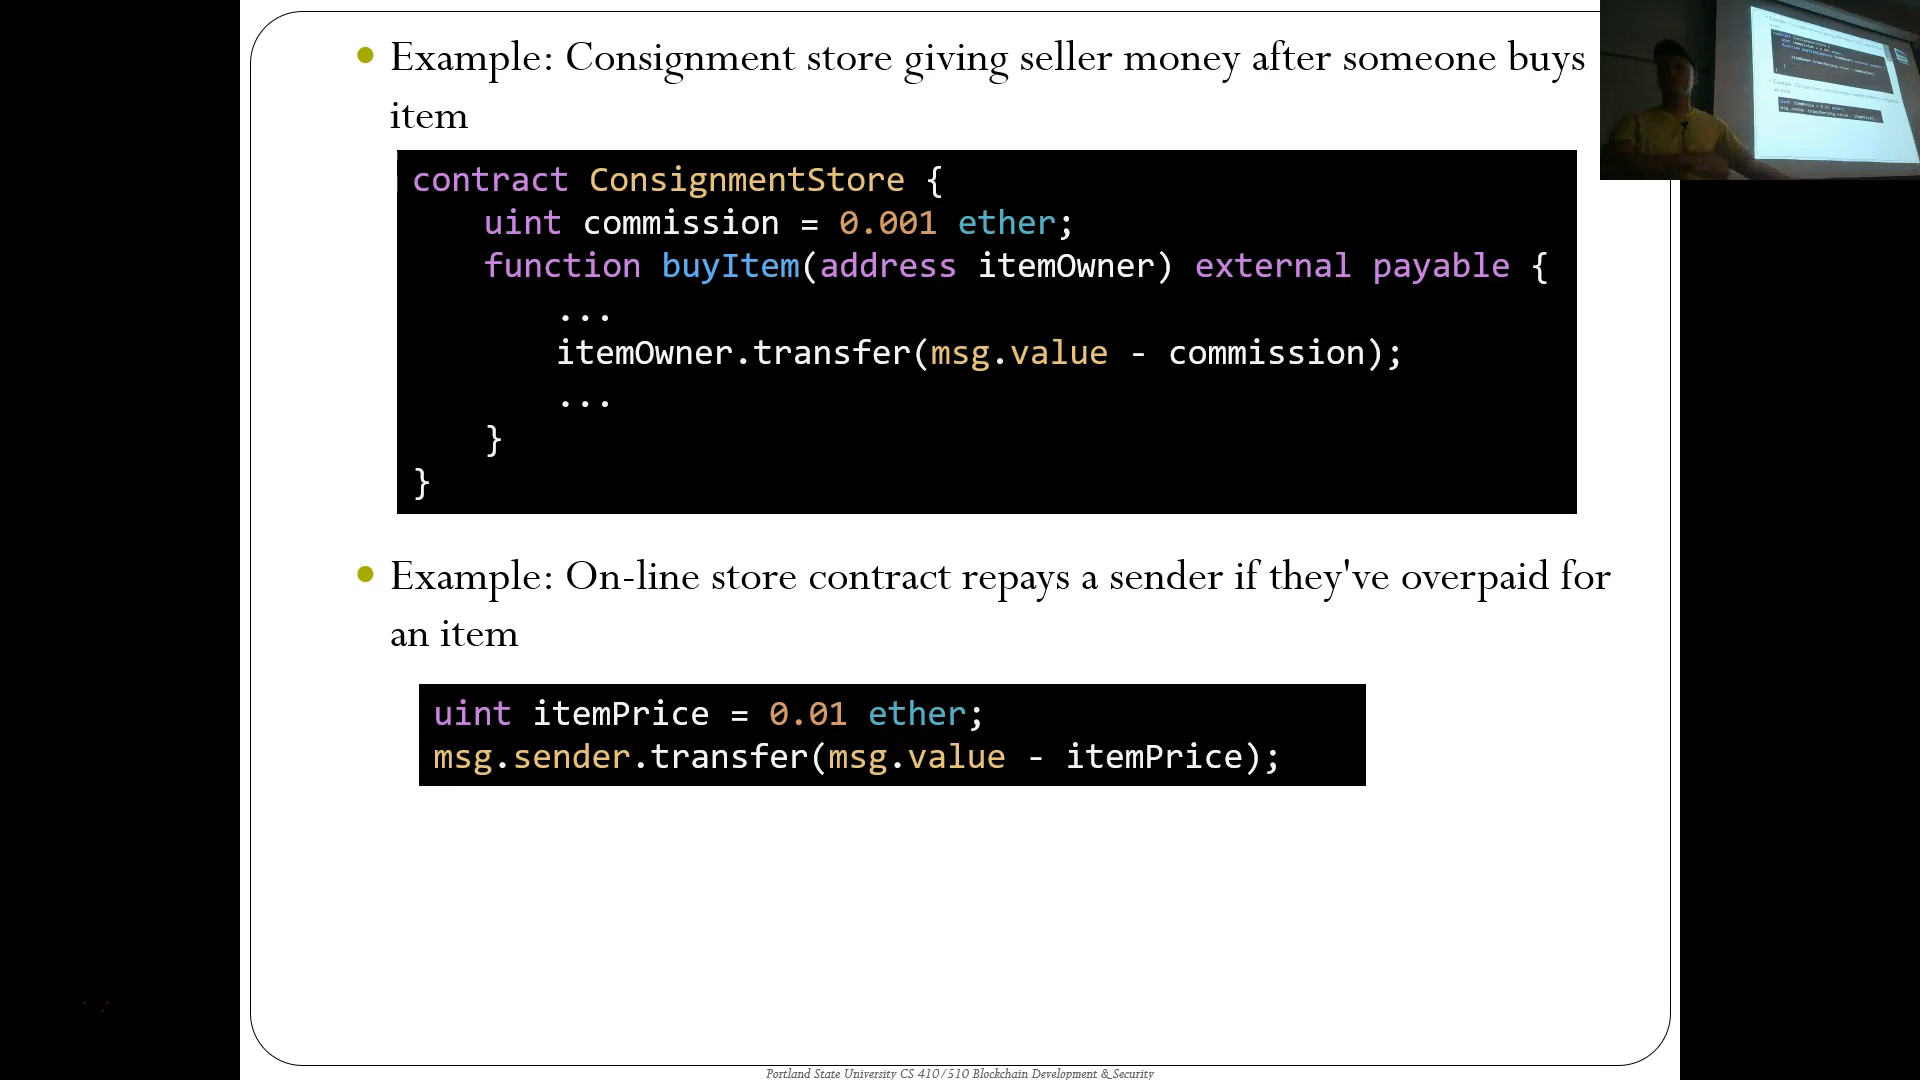 Example: Consignment store giving seller money after someone buys
item
contract ConsignmentStore {
uint commission = 0.001 ether;
function buyItem(address itemOwner) external payable {
...
itemOwner.transfer(msg.value - commission);
...
}
}
Example: On-line store contract repays a sender if they've overpaid for
an item
uint itemPrice = 0.01 ether;
msg.sender.transfer(msg.value - itemPrice);
Portland State University CS 410/510 Blockchain Development & Security